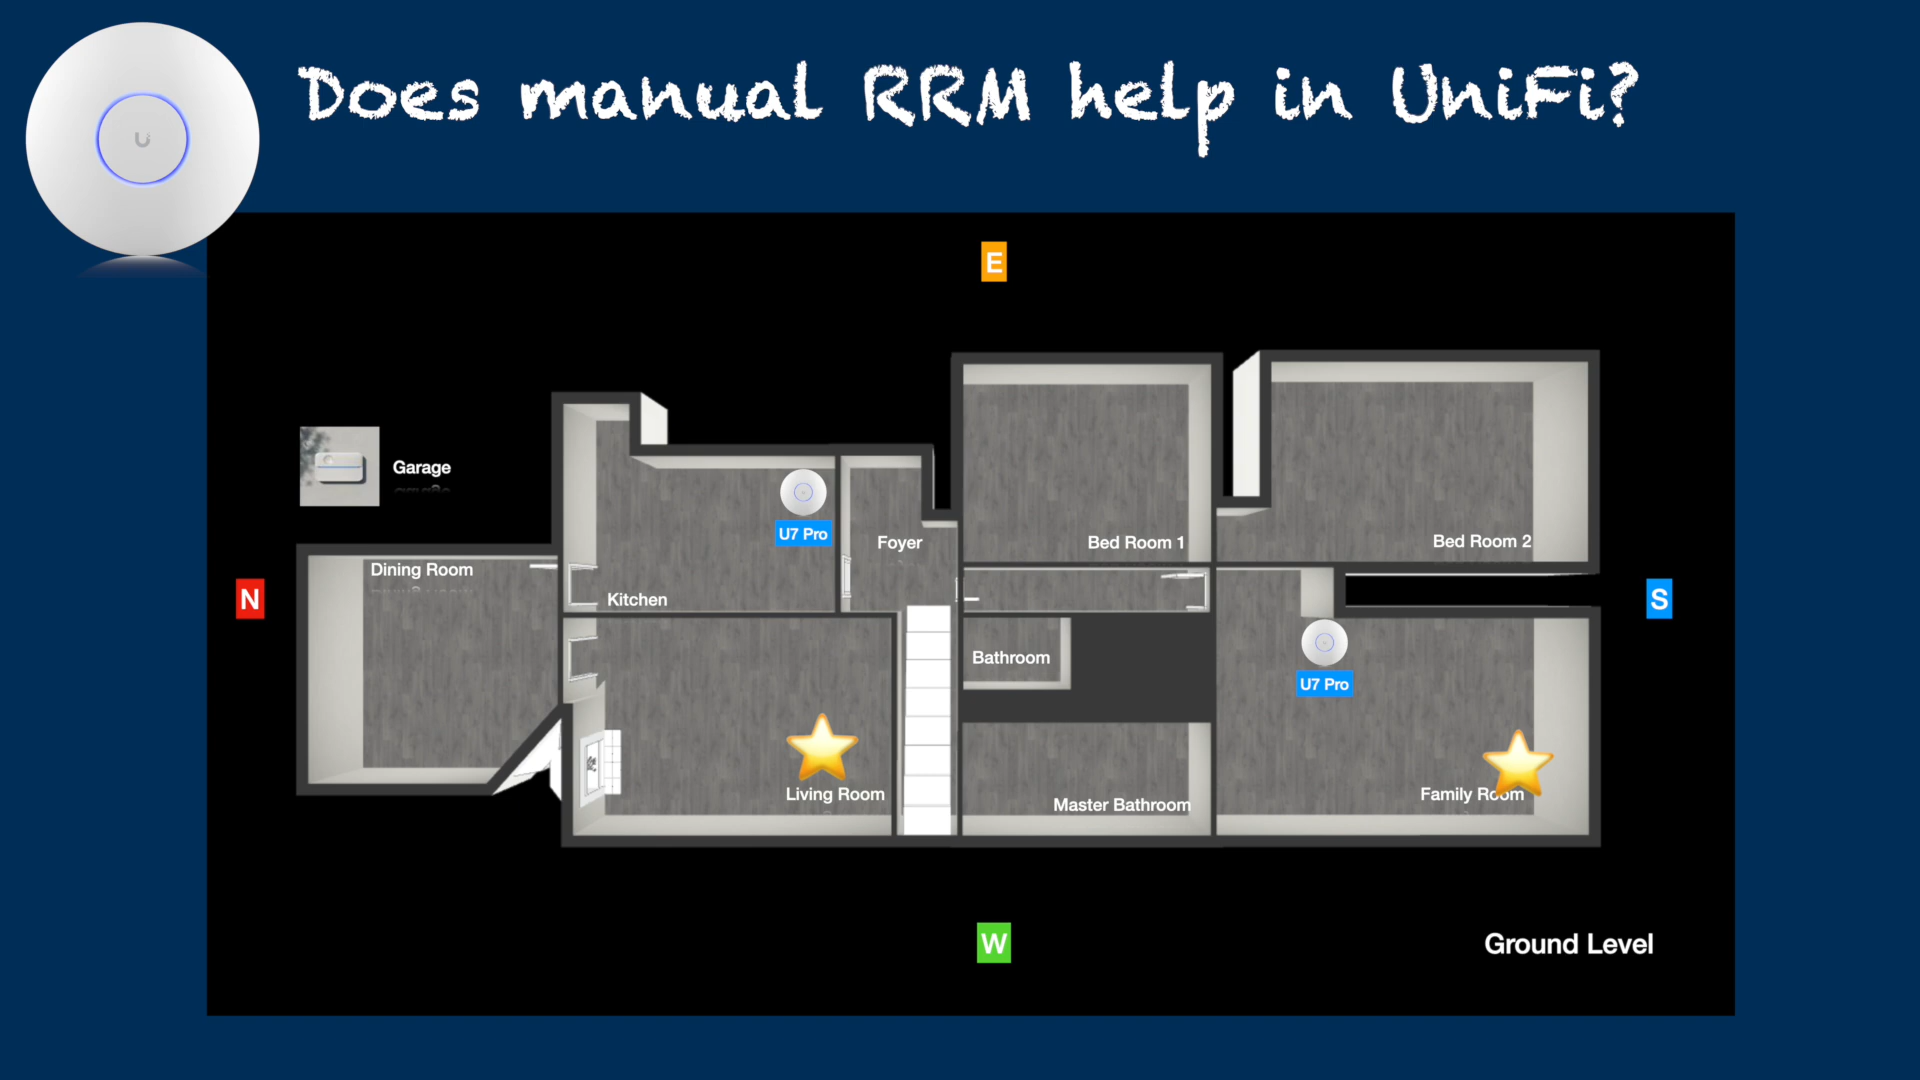 Does manual RRM help in UniFi?
E
Garage
U7 Pro
Foyer
Bed Room 1
Bed Room 2
Dining Room
Kitchen
N
S
Bathroom
U7 Pro
Living Room
Master Bathroom
Family Room
W
Ground Level